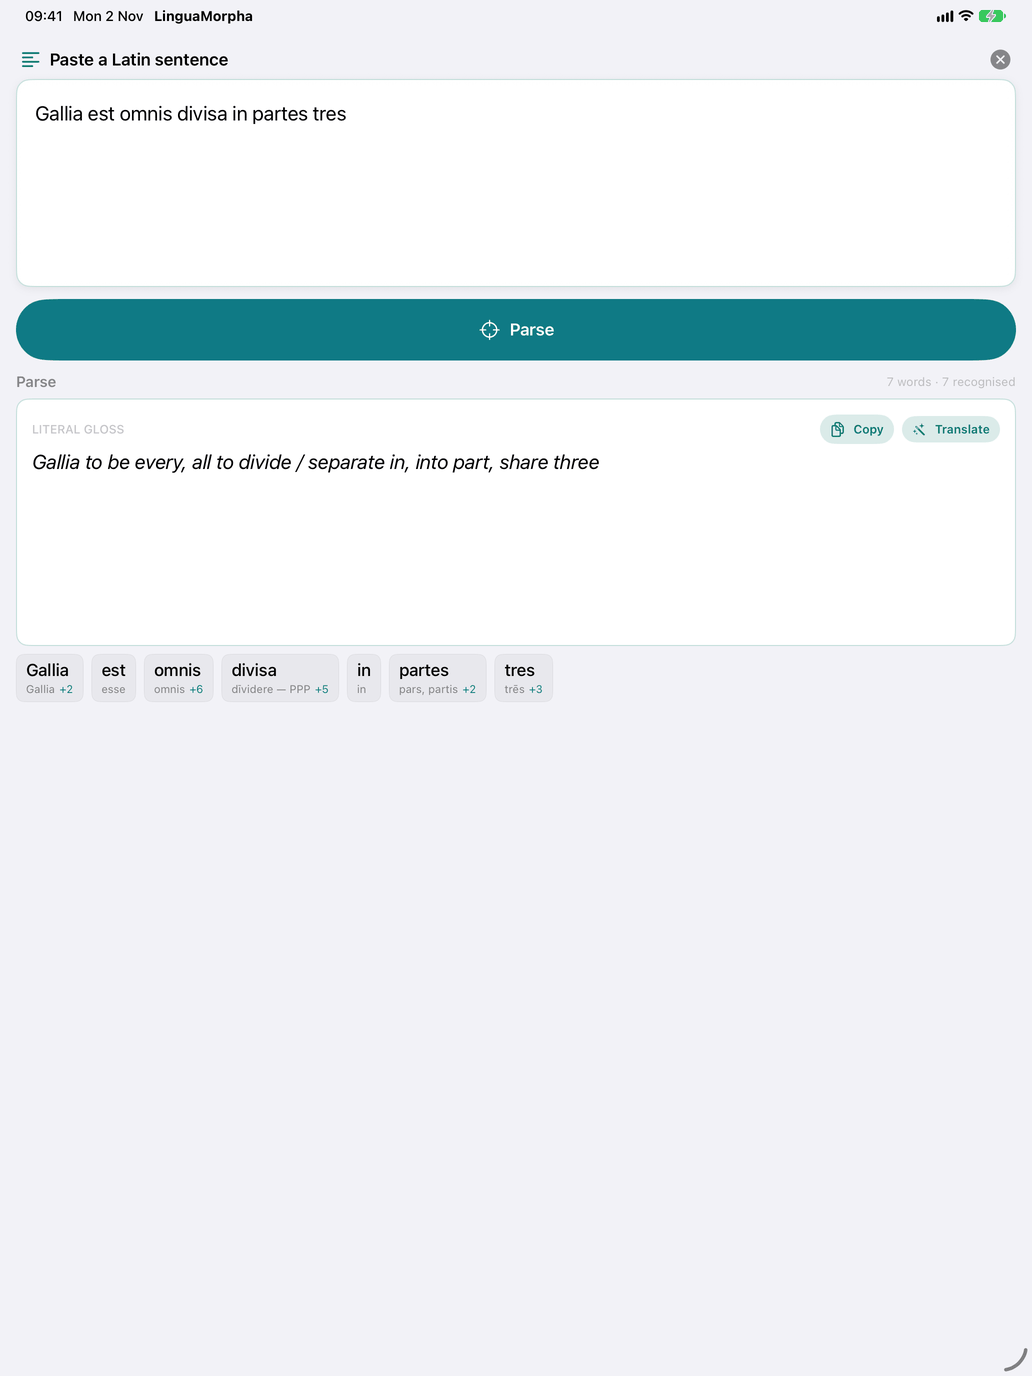 09:41 Mon 2 Nov LinguaMorpha
Paste a Latin sentence
Gallia est omnis divisa in partes tres
Parse
Parse 7 words · 7 recognised
LITERAL GLOSS Copy Translate
Gallia to be every, all to divide / separate in, into part, share three
Gallia est omnis divisa in partes tres
Gallia +2 esse omnis +6 dīvidere — PPP +5 in pars, partis +2 trēs +3